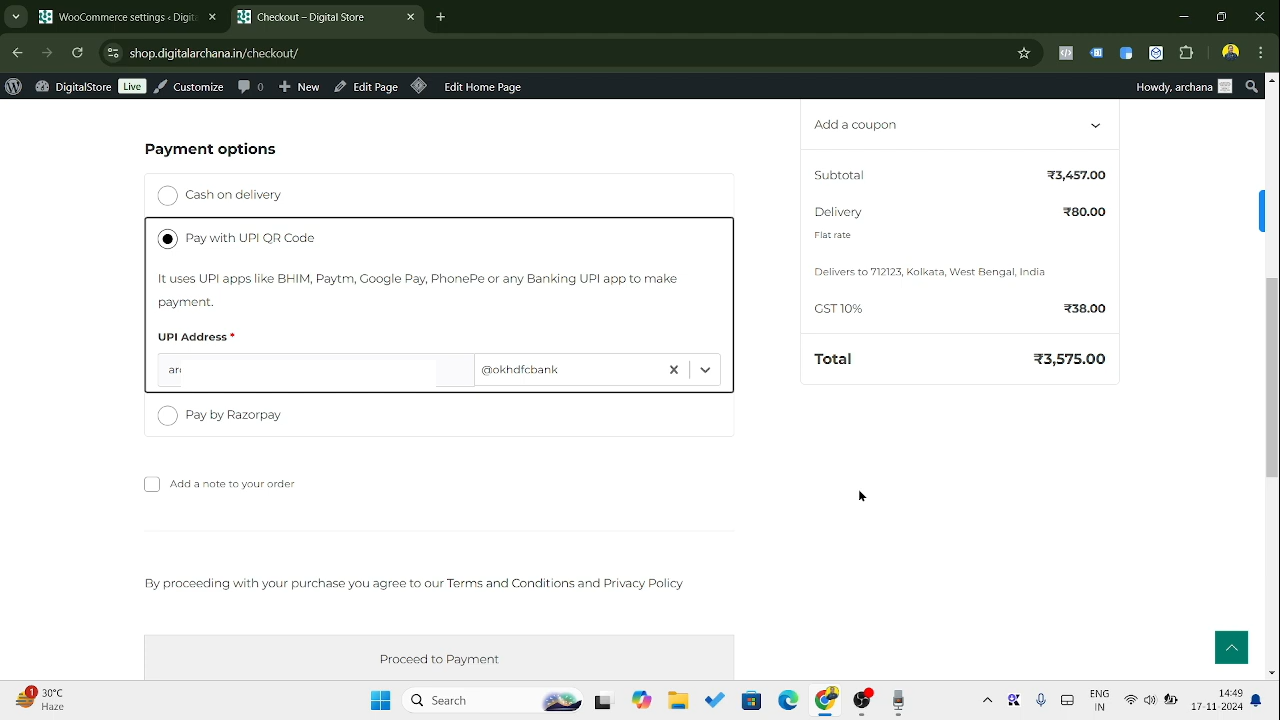 WooCommerce settings ‹ Digita
Checkout – Digital Store
shop.digitalarchana.in/checkout/
DigitalStore Live Customize 0 New Edit Page Edit Home Page
Howdy, archana
Payment options
Cash on delivery
Pay with UPI QR Code
It uses UPI apps like BHIM, Paytm, Google Pay, PhonePe or any Banking UPI app to make
payment.
UPI Address *
@okhdfcbank
Pay by Razorpay
Add a note to your order
By proceeding with your purchase you agree to our Terms and Conditions and Privacy Policy
Proceed to Payment
Add a coupon
Subtotal ₹3,457.00
Delivery ₹80.00
Flat rate
Delivers to 712123, Kolkata, West Bengal, India
GST 10% ₹38.00
Total ₹3,575.00
1 30°C
Haze
Search
ENG
IN
14:49
17-11-2024